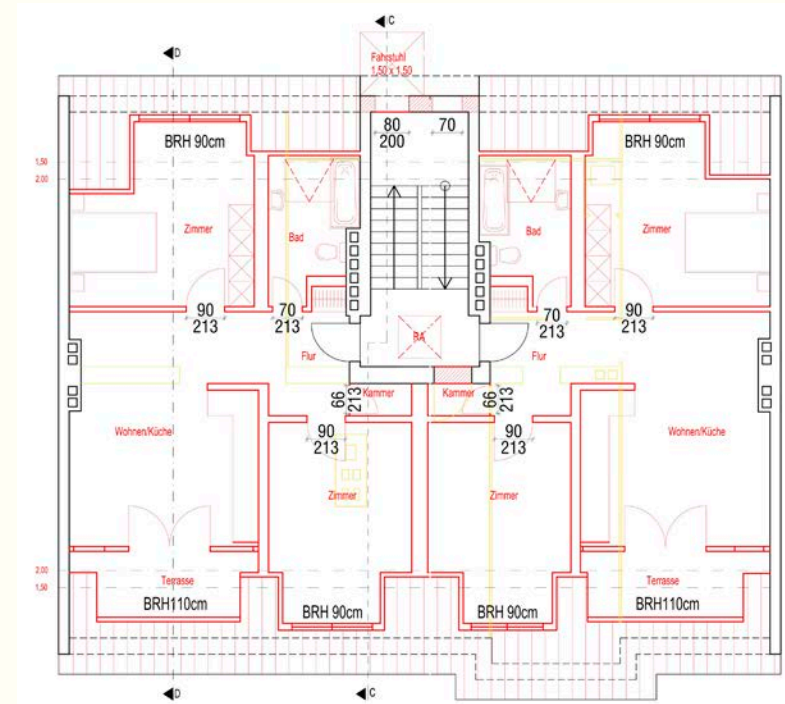 C
D
Fahrstuhl
1,50 x 1,50
80
200
70
BRH 90cm
BRH 90cm
1,50
2,00
Zimmer
Bad
Bad
Zimmer
90
213
70
213
70
213
90
213
RA
Flur
Flur
Kammer
66
213
Kammer
66
213
90
213
90
213
Wohnen/Küche
Wohnen/Küche
Zimmer
Zimmer
2,00
1,50
Terrasse
Terrasse
BRH110cm
BRH 90cm
BRH 90cm
BRH110cm
D
C